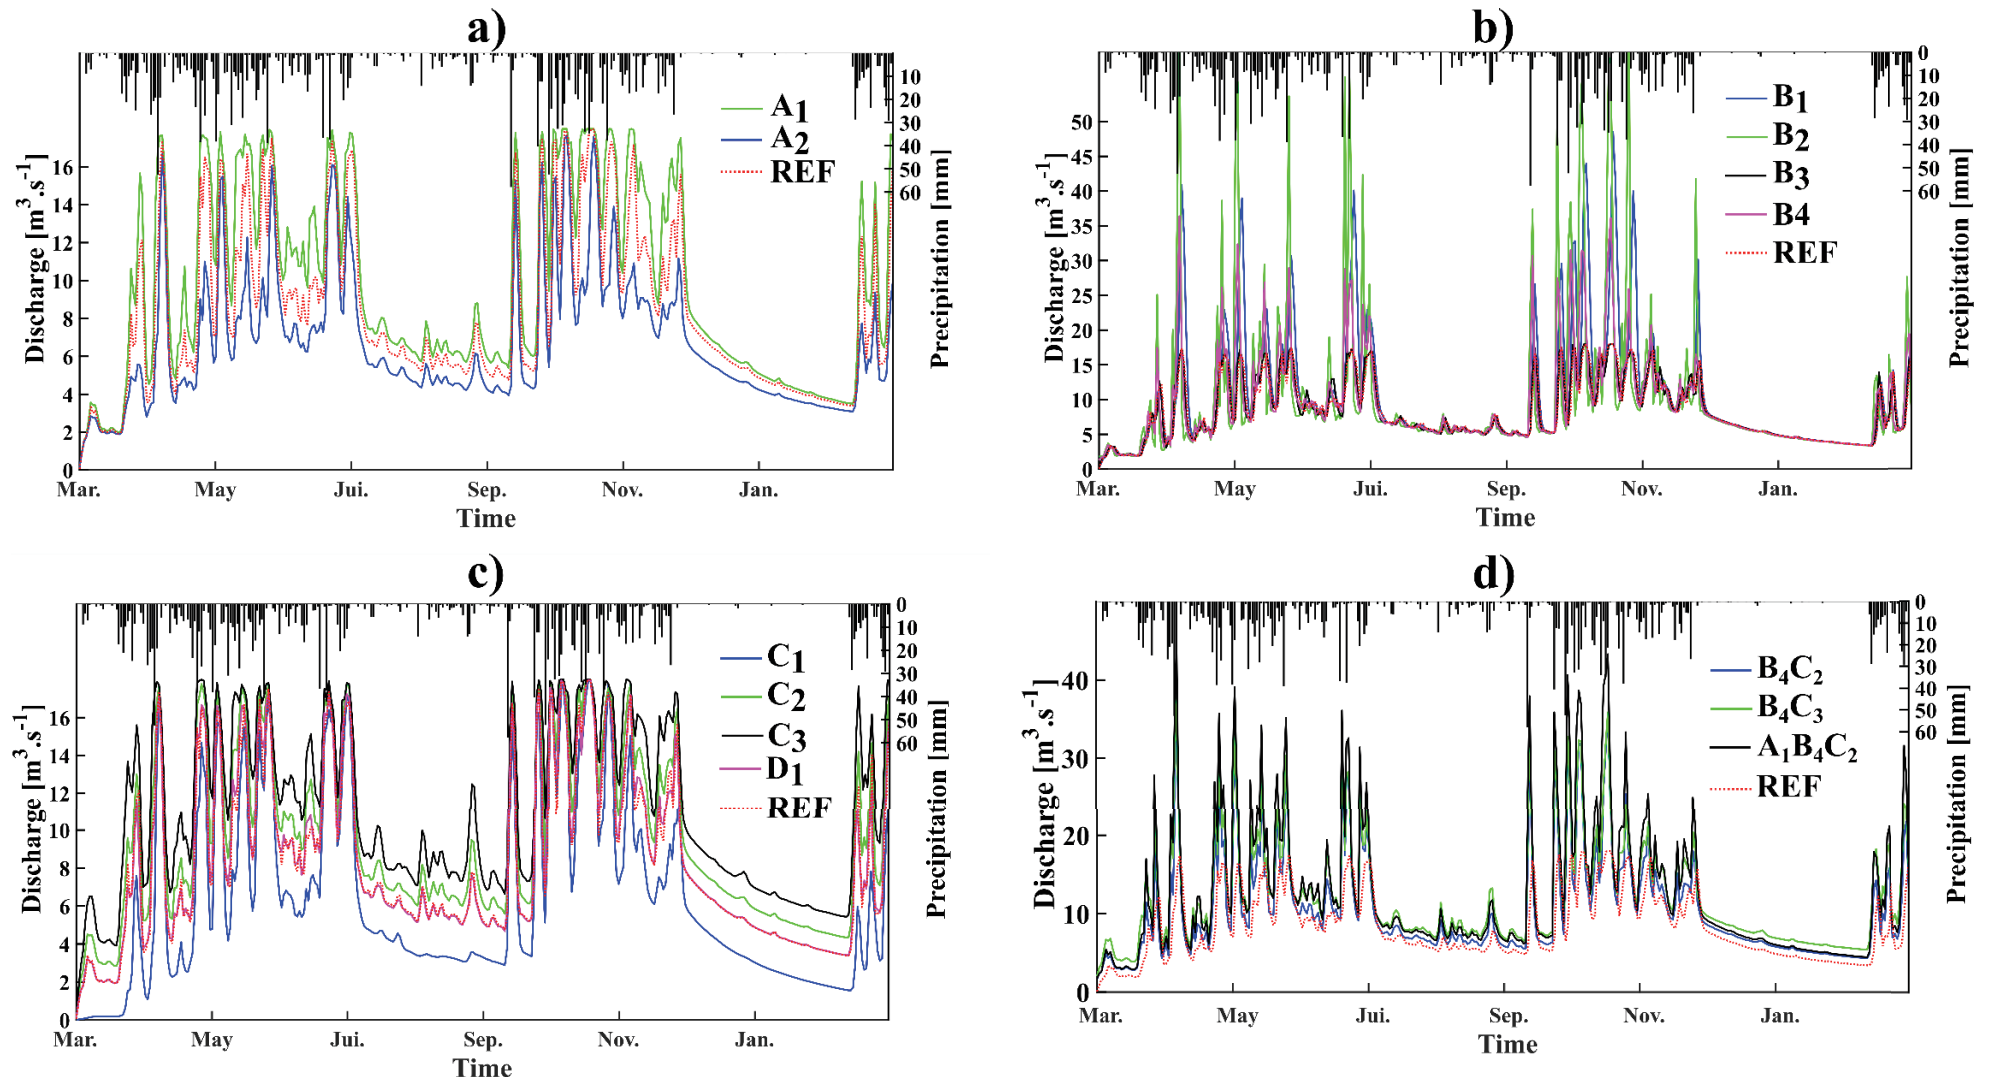 a)
Discharge [m³.s⁻¹]
16
14
12
10
8
6
4
2
0
Mar.
May
Jui.
Sep.
Nov.
Jan.
Time
10
20
30
40
50
60
Precipitation [mm]
A1
A2
REF
b)
Discharge [m³.s⁻¹]
50
45
40
35
30
25
20
15
10
5
0
Mar.
May
Jui.
Sep.
Nov.
Jan.
Time
0
10
20
30
40
50
60
Precipitation [mm]
B1
B2
B3
B4
REF
c)
Discharge [m³.s⁻¹]
16
14
12
10
8
6
4
2
0
Mar.
May
Jui.
Sep.
Nov.
Jan.
Time
0
10
20
30
40
50
60
Precipitation [mm]
C1
C2
C3
D1
REF
d)
Discharge [m³.s⁻¹]
40
30
20
10
0
Mar.
May
Jui.
Sep.
Nov.
Jan.
Time
0
10
20
30
40
50
60
Precipitation [mm]
B₄C₂
B₄C₃
A₁B₄C₂
REF